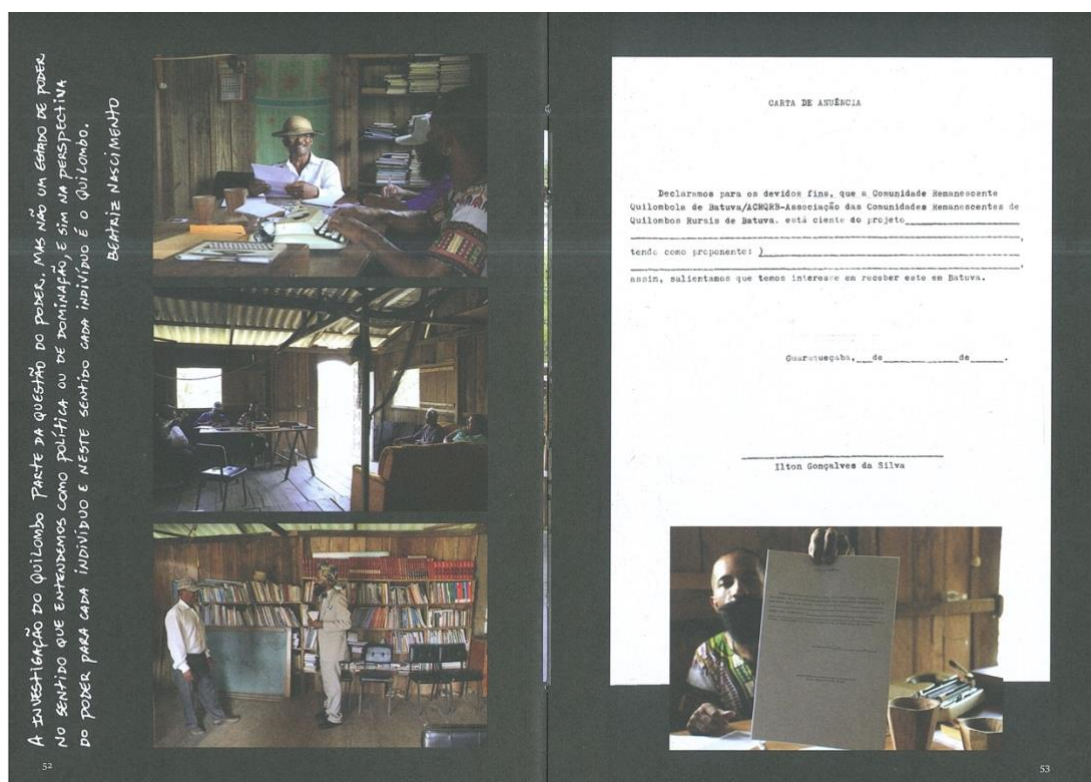 A INVESTIGAÇÃO DO QUILOMBO PARTE DA QUESTÃO DO PODER. MAS NÃO UM ESTADO DE PODER
NO SENTIDO QUE ENTENDEMOS COMO POLÍTICA OU DE DOMINAÇÃO, E SIM NA PERSPECTIVA
DO PODER PARA CADA INDIVÍDUO E NESTE SENTIDO CADA INDIVÍDUO É O QUILOMBO.
BEATRIZ NASCIMENTO
52
CARTA DE ANUÊNCIA
Declaramos para os devidos fins, que a Comunidade Remanescente
Quilombola de Batuva/ACRQRB-Associação das Comunidades Remanescentes de
Quilombos Rurais de Batuva. está ciente do projeto
tendo como proponente: )
assim, salientamos que temos interesse em receber este em Batuva.
Guaraqueçaba, de de .
Ilton Gonçalves da Silva
53